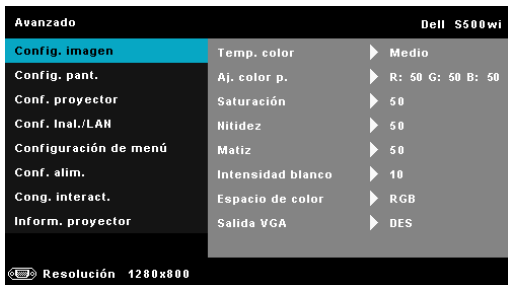 Avanzado Dell S500wi
Config. imagen Temp. color Medio
Config. pant. Aj. color p. R: 50 G: 50 B: 50
Conf. proyector Saturación 50
Conf. Inal./LAN Nitidez 50
Configuración de menú Matiz 50
Conf. alim. Intensidad blanco 10
Cong. interact. Espacio de color RGB
Inform. proyector Salida VGA DES
Resolución 1280x800